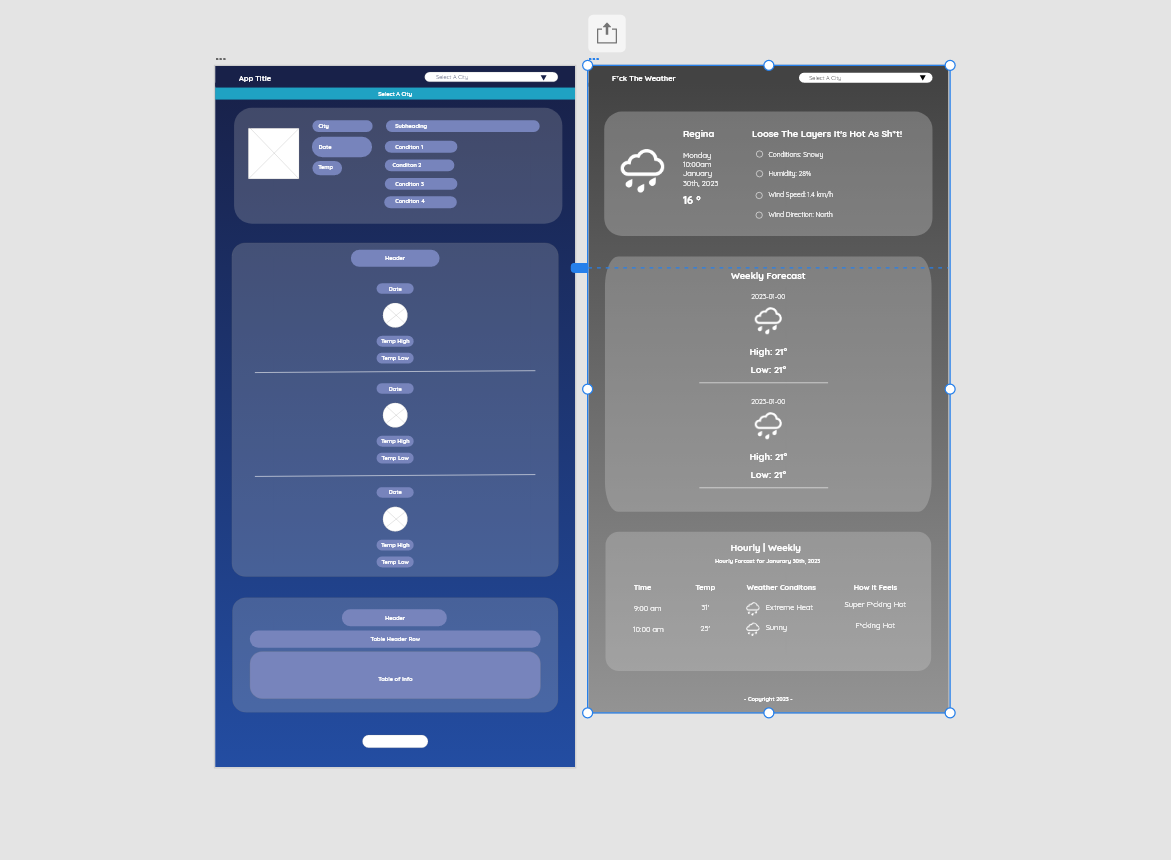 App Title
Select A City
Select A City
City
Date
Temp
Subheading
Condition 1
Condition 2
Condition 3
Condition 4
Header
Date
Temp High
Temp Low
Date
Temp High
Temp Low
Date
Temp High
Temp Low
Header
Table Header Row
Table of Info
F*ck The Weather
Select A City
Regina
Monday
10:00am
January
30th, 2023
16 °
Loose The Layers It's Hot As Sh*t!
Conditions: Snowy
Humidity: 28%
Wind Speed: 1.4 km/h
Wind Direction: North
Weekly Forecast
2023-01-00
High: 21°
Low: 21°
2023-01-00
High: 21°
Low: 21°
Hourly | Weekly
Hourly Forcast for Janurary 30th, 2023
Time Temp Weather Conditons How It Feels
9:00 am 31° Extreme Heat Super F*cking Hot
10:00 am 25° Sunny F*cking Hot
- Copyright 2023 -